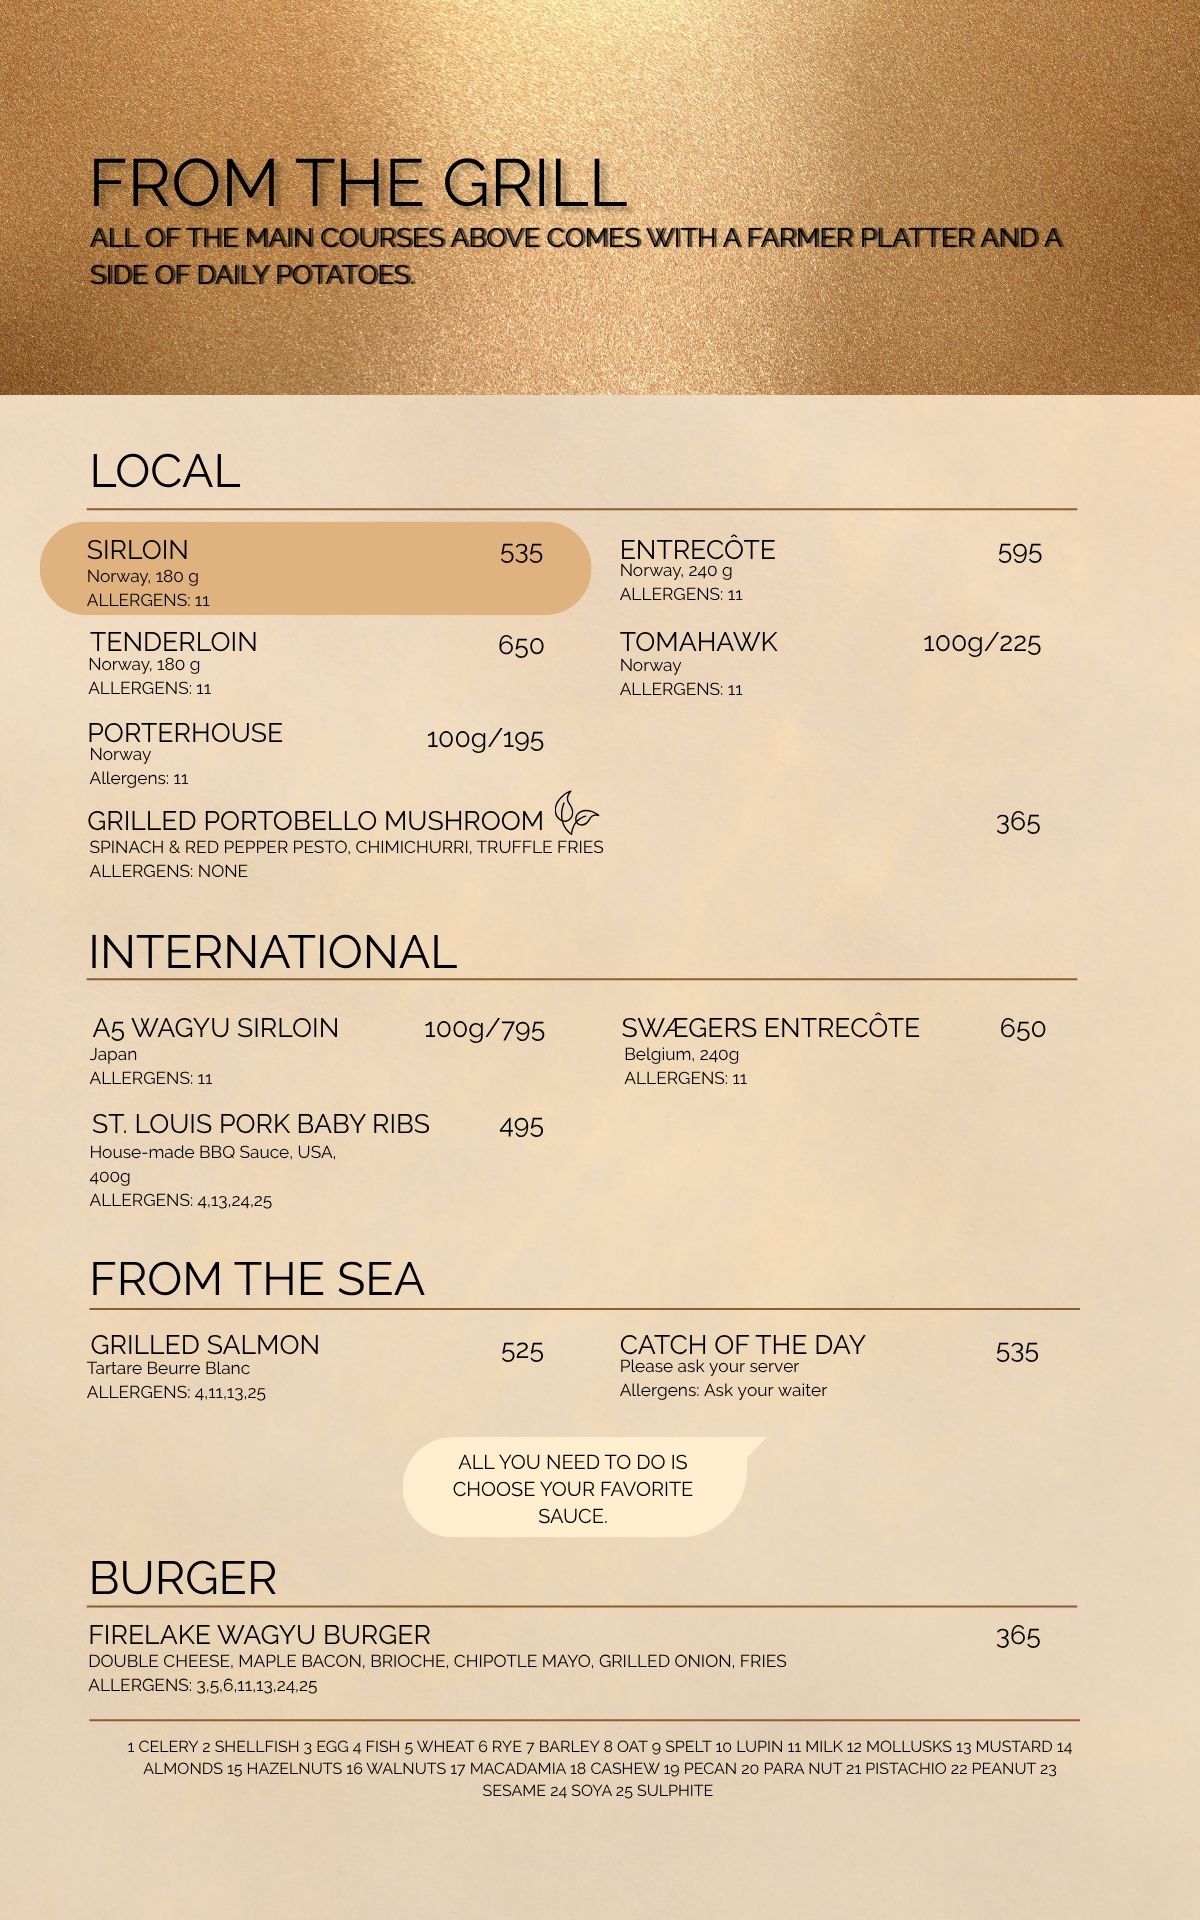 FROM THE GRILL
ALL OF THE MAIN COURSES ABOVE COMES WITH A FARMER PLATTER AND A
SIDE OF DAILY POTATOES.
LOCAL
SIRLOIN 535
Norway, 180 g
ALLERGENS: 11
ENTRECÔTE 595
Norway, 240 g
ALLERGENS: 11
TENDERLOIN 650
Norway, 180 g
ALLERGENS: 11
TOMAHAWK 100g/225
Norway
ALLERGENS: 11
PORTERHOUSE 100g/195
Norway
Allergens: 11
GRILLED PORTOBELLO MUSHROOM 365
SPINACH & RED PEPPER PESTO, CHIMICHURRI, TRUFFLE FRIES
ALLERGENS: NONE
INTERNATIONAL
A5 WAGYU SIRLOIN 100g/795
Japan
ALLERGENS: 11
SWÆGERS ENTRECÔTE 650
Belgium, 240g
ALLERGENS: 11
ST. LOUIS PORK BABY RIBS 495
House-made BBQ Sauce, USA,
400g
ALLERGENS: 4,13,24,25
FROM THE SEA
GRILLED SALMON 525
Tartare Beurre Blanc
ALLERGENS: 4,11,13,25
CATCH OF THE DAY 535
Please ask your server
Allergens: Ask your waiter
ALL YOU NEED TO DO IS
CHOOSE YOUR FAVORITE
SAUCE.
BURGER
FIRELAKE WAGYU BURGER 365
DOUBLE CHEESE, MAPLE BACON, BRIOCHE, CHIPOTLE MAYO, GRILLED ONION, FRIES
ALLERGENS: 3,5,6,11,13,24,25
1 CELERY 2 SHELLFISH 3 EGG 4 FISH 5 WHEAT 6 RYE 7 BARLEY 8 OAT 9 SPELT 10 LUPIN 11 MILK 12 MOLLUSKS 13 MUSTARD 14
ALMONDS 15 HAZELNUTS 16 WALNUTS 17 MACADAMIA 18 CASHEW 19 PECAN 20 PARA NUT 21 PISTACHIO 22 PEANUT 23
SESAME 24 SOYA 25 SULPHITE